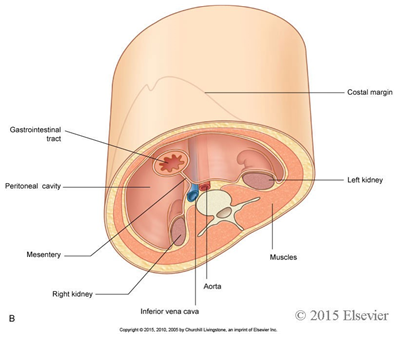 Costal margin
Gastrointestinal
tract
Peritoneal cavity
Left kidney
Mesentery
Muscles
Right kidney
Aorta
Inferior vena cava
B
© 2015 Elsevier
Copyright © 2015, 2010, 2005 by Churchill Livingstone, an imprint of Elsevier Inc.